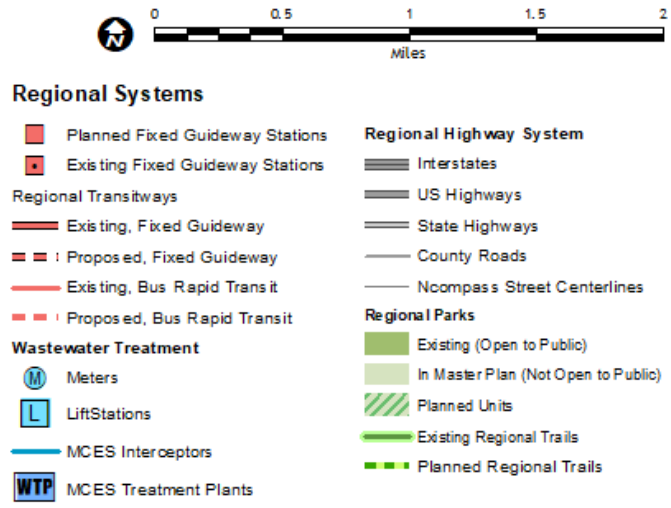 0 0.5 1 1.5 2
N
Miles
Regional Systems
Planned Fixed Guideway Stations
Existing Fixed Guideway Stations
Regional Transitways
Existing, Fixed Guideway
Proposed, Fixed Guideway
Existing, Bus Rapid Transit
Proposed, Bus Rapid Transit
Wastewater Treatment
M Meters
L LiftStations
MCES Interceptors
WTP MCES Treatment Plants
Regional Highway System
Interstates
US Highways
State Highways
County Roads
Ncompass Street Centerlines
Regional Parks
Existing (Open to Public)
In Master Plan (Not Open to Public)
Planned Units
Existing Regional Trails
Planned Regional Trails